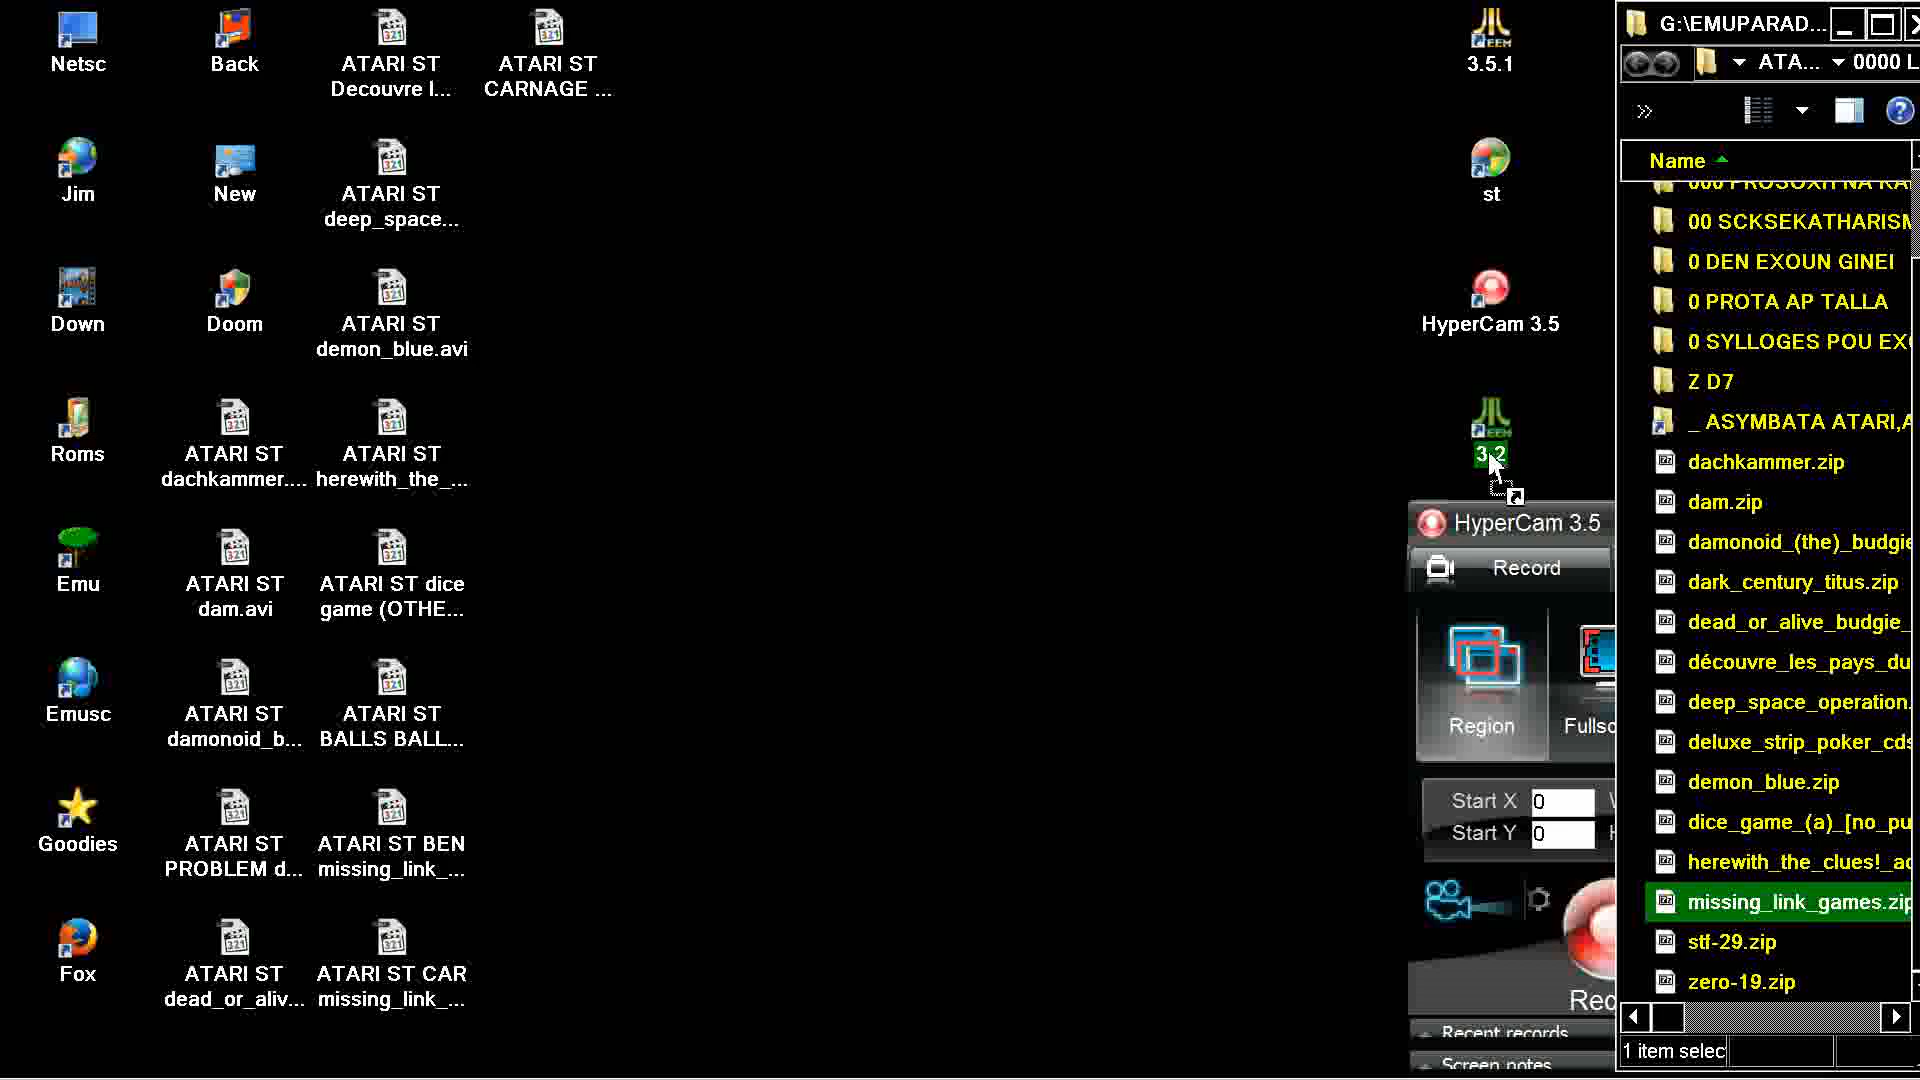 Netsc
Back
ATARI ST
Decouvre l...
ATARI ST
CARNAGE ...
Jim
New
ATARI ST
deep_space...
Down
Doom
ATARI ST
demon_blue.avi
Roms
ATARI ST
dachkammer....
ATARI ST
herewith_the_...
Emu
ATARI ST
dam.avi
ATARI ST dice
game (OTHE...
Emusc
ATARI ST
damonoid_b...
ATARI ST
BALLS BALL...
Goodies
ATARI ST
PROBLEM d...
ATARI ST BEN
missing_link_...
Fox
ATARI ST
dead_or_aliv...
ATARI ST CAR
missing_link_...
3.5.1
st
HyperCam 3.5
3.2
HyperCam 3.5
Record
Region
Start X 0
Start Y 0
Rec
Recent records
Screen notes
G:\EMUPARAD...
ATA... 0000 L
Name
00 SCKSEKATHARISM
0 DEN EXOUN GINEI
0 PROTA AP TALLA
0 SYLLOGES POU EX
Z D7
_ ASYMBATA ATARI,A
dachkammer.zip
dam.zip
damonoid_(the)_budgie
dark_century_titus.zip
dead_or_alive_budgie_
découvre_les_pays_du
deep_space_operation.
deluxe_strip_poker_cds
demon_blue.zip
dice_game_(a)_[no_pu
herewith_the_clues!_ac
missing_link_games.zip
stf-29.zip
zero-19.zip
1 item selec